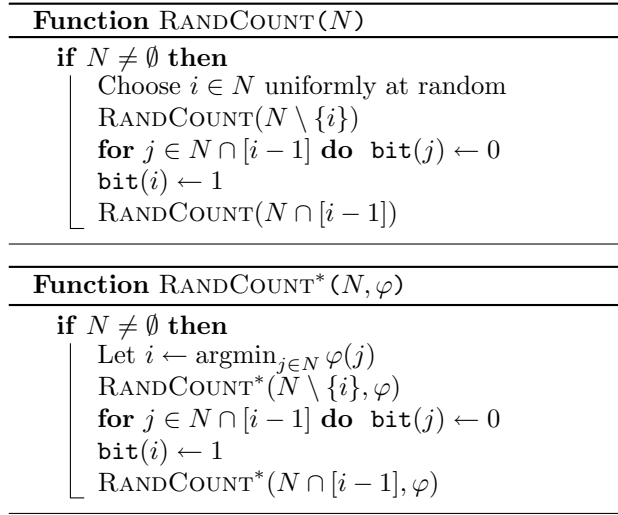 Function RANDCOUNT(N)
if N ≠ ∅ then
Choose i ∈ N uniformly at random
RANDCOUNT(N \ {i})
for j ∈ N ∩ [i − 1] do bit(j) ← 0
bit(i) ← 1
RANDCOUNT(N ∩ [i − 1])
Function RANDCOUNT*(N, φ)
if N ≠ ∅ then
Let i ← argmin_{j∈N} φ(j)
RANDCOUNT*(N \ {i}, φ)
for j ∈ N ∩ [i − 1] do bit(j) ← 0
bit(i) ← 1
RANDCOUNT*(N ∩ [i − 1], φ)